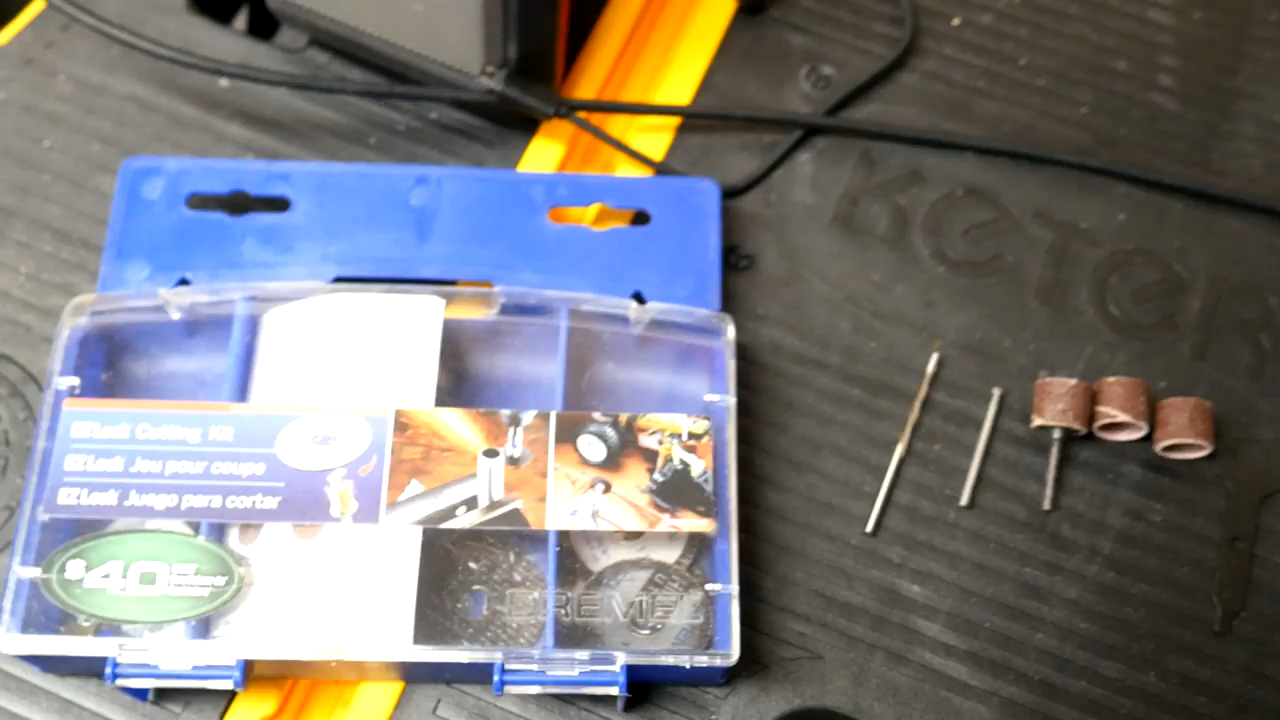 KETER
EZ Lock Cutting Kit
EZ Lock Jeu pour coupe
EZ Lock Juego para cortar
$40
DREMEL